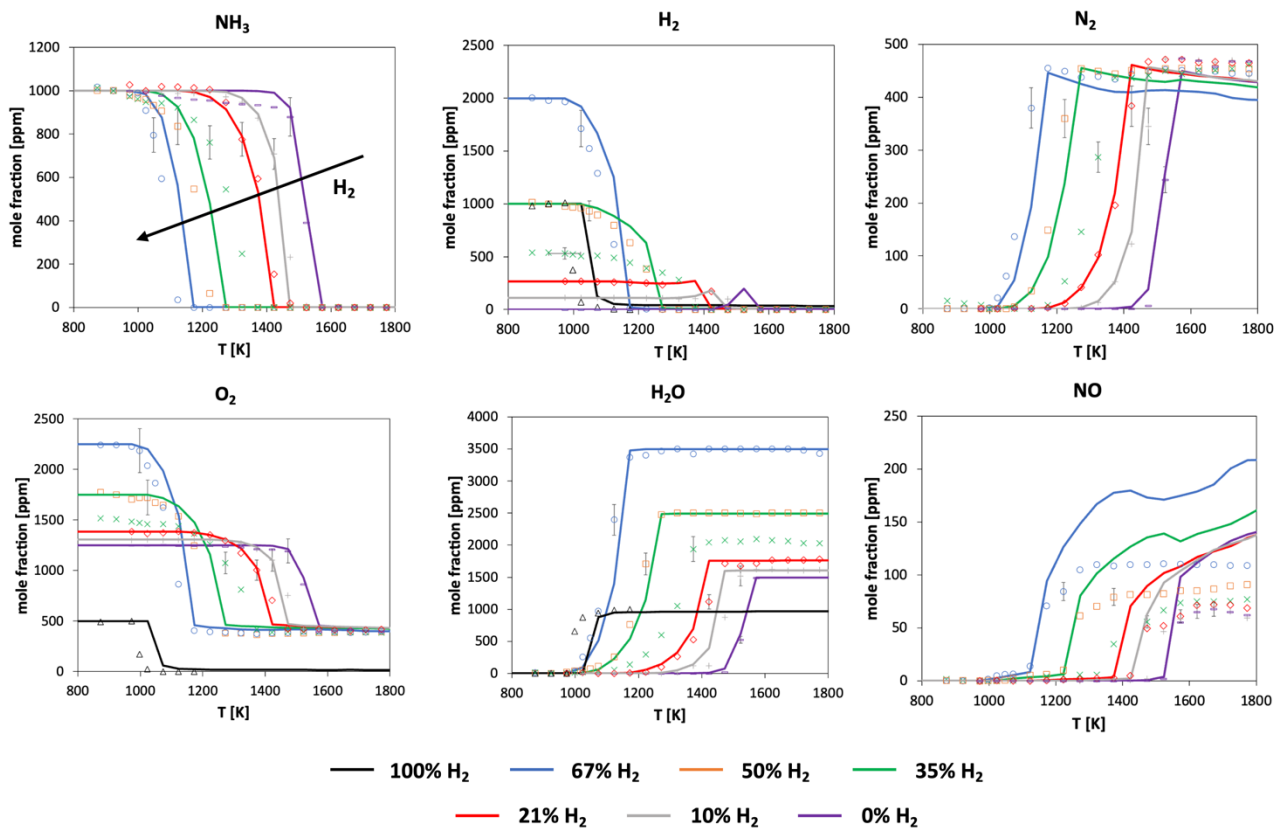 NH₃
H₂
N₂
1200
1000
800
600
400
200
0
mole fraction [ppm]
H₂
800 1000 1200 1400 1600 1800
T [K]
2500
2000
1500
1000
500
0
mole fraction [ppm]
800 1000 1200 1400 1600 1800
T [K]
500
400
300
200
100
0
mole fraction [ppm]
800 1000 1200 1400 1600 1800
T [K]
O₂
H₂O
NO
2500
2000
1500
1000
500
0
mole fraction [ppm]
800 1000 1200 1400 1600 1800
T [K]
4000
3500
3000
2500
2000
1500
1000
500
0
mole fraction [ppm]
800 1000 1200 1400 1600 1800
T [K]
250
200
150
100
50
0
mole fraction [ppm]
800 1000 1200 1400 1600 1800
T [K]
100% H₂ 67% H₂ 50% H₂ 35% H₂
21% H₂ 10% H₂ 0% H₂